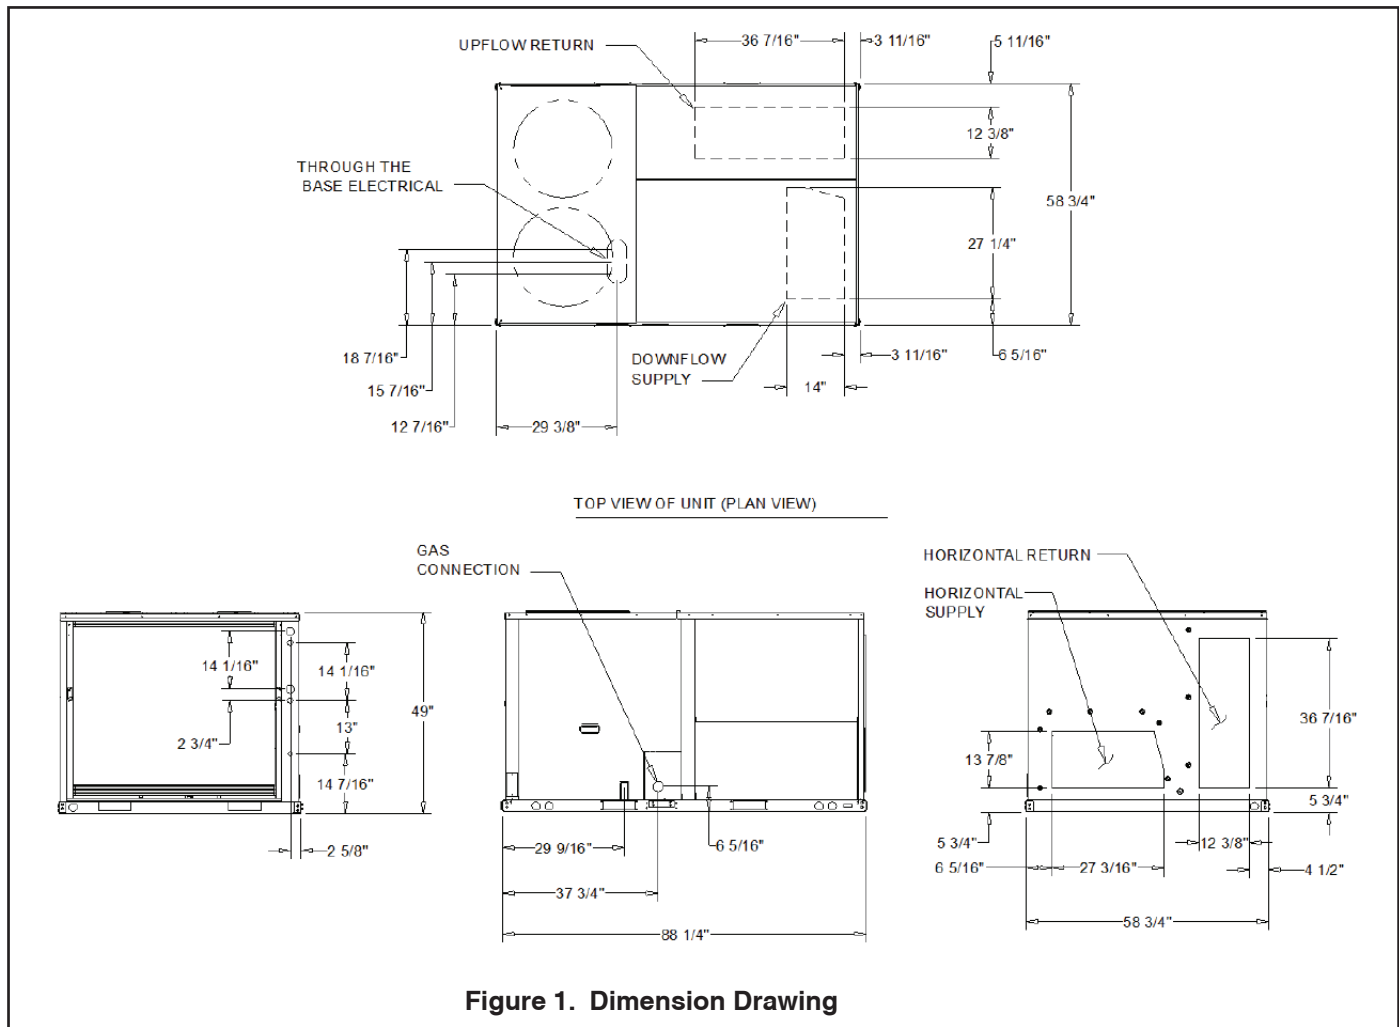 36 7/16"
3 11/16"
5 11/16"
UPFLOW RETURN
12 3/8"
THROUGH THE
BASE ELECTRICAL
58 3/4"
27 1/4"
18 7/16"
DOWNFLOW
SUPPLY
3 11/16"
6 5/16"
15 7/16"
14"
12 7/16"
29 3/8"
TOP VIEW OF UNIT (PLAN VIEW)
GAS
CONNECTION
HORIZONTAL RETURN
HORIZONTAL
SUPPLY
14 1/16"
14 1/16"
49"
13"
2 3/4"
14 7/16"
2 5/8"
29 9/16"
6 5/16"
37 3/4"
88 1/4"
36 7/16"
13 7/8"
5 3/4"
5 3/4"
12 3/8"
6 5/16"
27 3/16"
4 1/2"
58 3/4"
Figure 1. Dimension Drawing